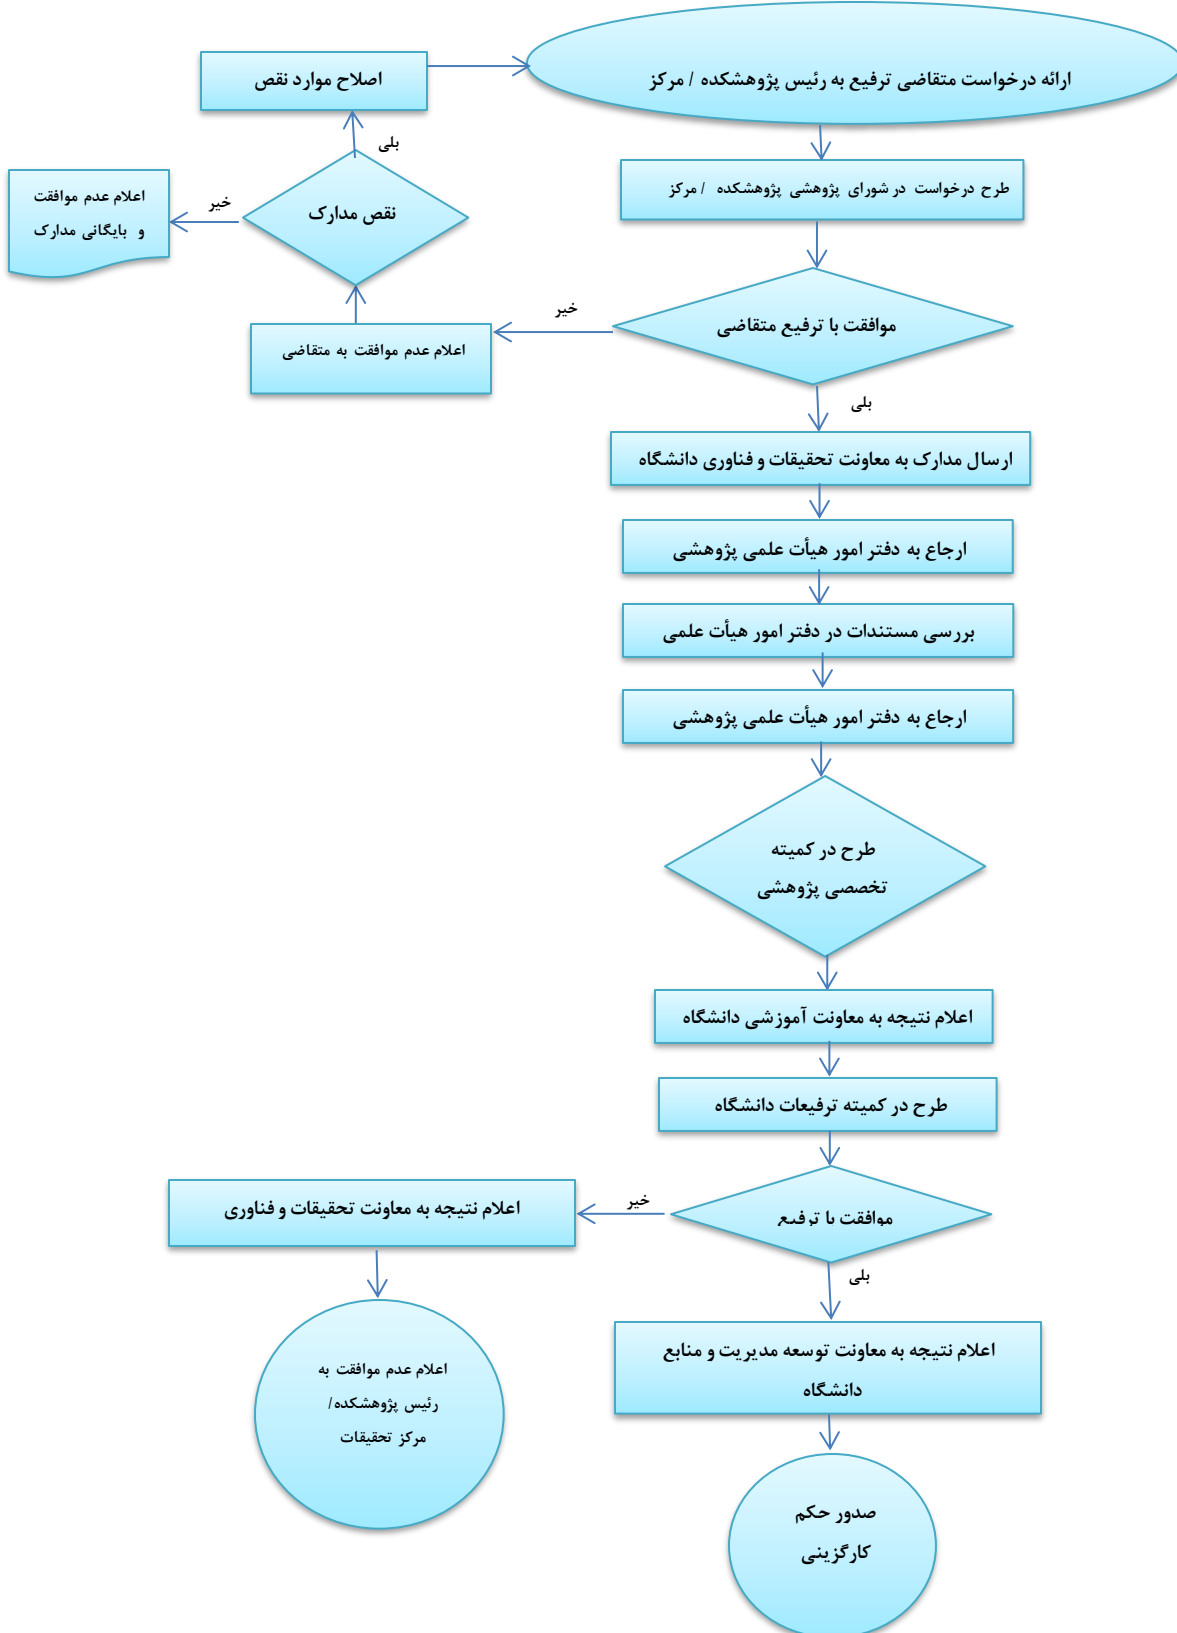 ارائه درخواست متقاضی ترفیع به رئیس پژوهشکده / مرکز
اصلاح موارد نقص
بلی
طرح درخواست در شورای پژوهشی پژوهشکده / مرکز
نقص مدارک
خیر
اعلام عدم موافقت
و بایگانی مدارک
موافقت با ترفیع متقاضی
خیر
اعلام عدم موافقت به متقاضی
بلی
ارسال مدارک به معاونت تحقیقات و فناوری دانشگاه
ارجاع به دفتر امور هیأت علمی پژوهشی
بررسی مستندات در دفتر امور هیأت علمی
ارجاع به دفتر امور هیأت علمی پژوهشی
طرح در کمیته
تخصصی پژوهشی
اعلام نتیجه به معاونت آموزشی دانشگاه
طرح در کمیته ترفیعات دانشگاه
موافقت با ترفیع
خیر
اعلام نتیجه به معاونت تحقیقات و فناوری
بلی
اعلام نتیجه به معاونت توسعه مدیریت و منابع
دانشگاه
اعلام عدم موافقت به
رئیس پژوهشکده/
مرکز تحقیقات
صدور حکم
کارگزینی